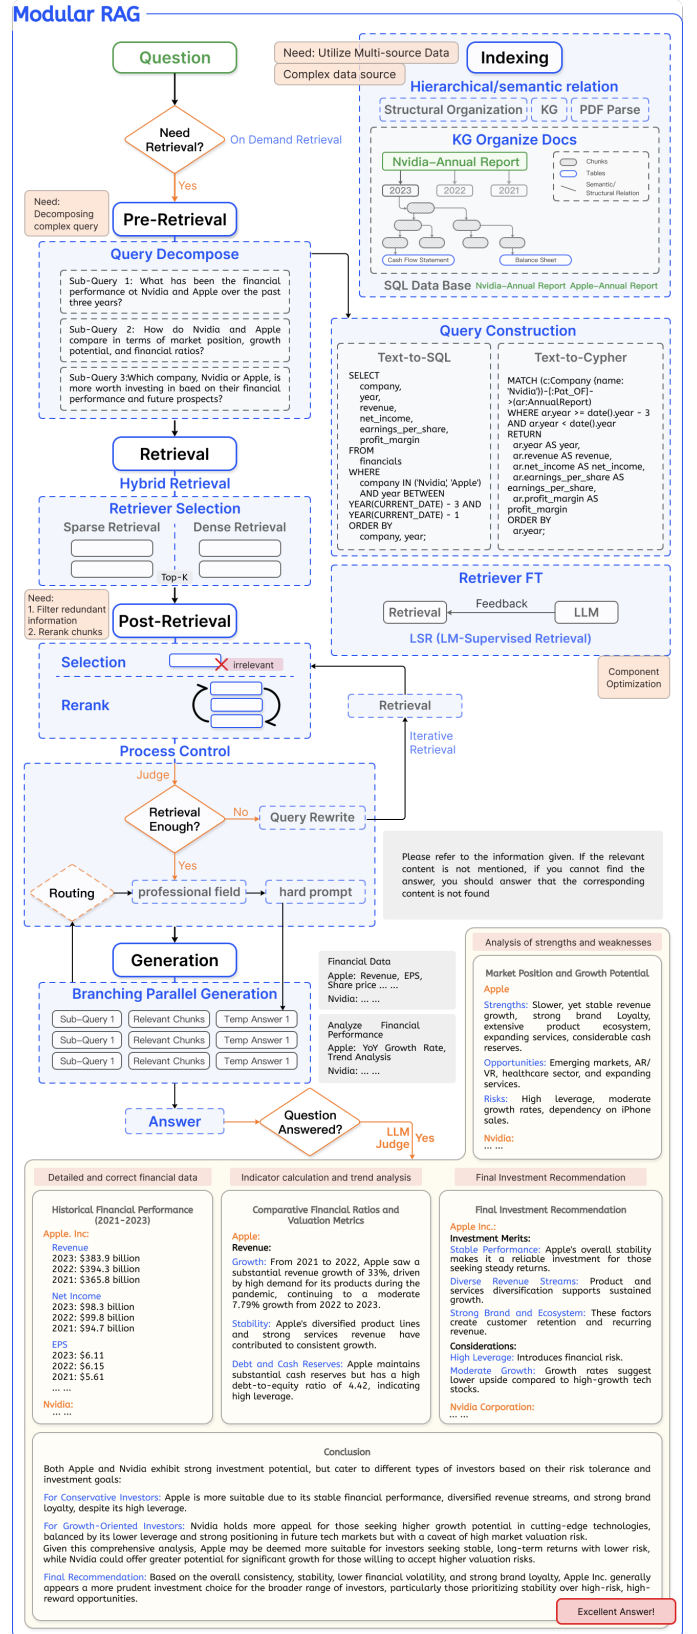 Modular RAG
Question
Need: Utilize Multi-source Data
Complex data source
Indexing
Hierarchical/semantic relation
Structural Organization
KG
PDF Parse
KG Organize Docs
Nvidia-Annual Report
2023
2022
2021
Chunks
Tables
Semantic/
Structural Relation
Cash Flow Statement
Balance Sheet
SQL Data Base
Nvidia-Annual Report
Apple-Annual Report
Need
Retrieval?
On Demand Retrieval
Yes
Need:
Decomposing
complex query
Pre-Retrieval
Query Decompose
Sub-Query 1: What has been the financial
performance ot Nvidia and Apple over the past
three years?
Sub-Query 2: How do Nvidia and Apple
compare in terms of market position, growth
potential, and financial ratios?
Sub-Query 3:Which company, Nvidia or Apple, is
more worth investing in baed on their financial
performance and future prospects?
Query Construction
Text-to-SQL
SELECT
company,
year,
revenue,
net_income,
earnings_per_share,
profit_margin
FROM
financials
WHERE
company IN ('Nvidia', 'Apple')
AND year BETWEEN
YEAR(CURRENT_DATE) - 3 AND
YEAR(CURRENT_DATE) - 1
ORDER BY
company, year;
Text-to-Cypher
MATCH (c:Company {name:
'Nvidia'})-[:Pat_OF]-
>(ar:AnnualReport)
WHERE ar.year >= date().year - 3
AND ar.year < date().year
RETURN
ar.year AS year,
ar.revenue AS revenue,
ar.net_income AS net_income,
ar.earnings_per_share AS
earnings_per_share,
ar.profit_margin AS
profit_margin
ORDER BY
ar.year;
Retrieval
Hybrid Retrieval
Retriever Selection
Sparse Retrieval
Dense Retrieval
Top-K
Retriever FT
Retrieval
Feedback
LLM
LSR (LM-Supervised Retrieval)
Component
Optimization
Need:
1. Filter redundant
information
2. Rerank chunks
Post-Retrieval
Selection
irrelevant
Rerank
Retrieval
Iterative
Retrieval
Process Control
Judge
Retrieval
Enough?
No
Query Rewrite
Yes
Routing
professional field
hard prompt
Please refer to the information given. If the relevant
content is not mentioned, if you cannot find the
answer, you should answer that the corresponding
content is not found
Generation
Branching Parallel Generation
Sub-Query 1
Relevant Chunks
Temp Answer 1
Sub-Query 1
Relevant Chunks
Temp Answer 1
Sub-Query 1
Relevant Chunks
Temp Answer 1
Financial Data
Apple: Revenue, EPS,
Share price ... ...
Nvidia: ... ...
Analyze Financial
Performance
Apple: YoY Growth Rate,
Trend Analysis
Nvidia: ... ...
Analysis of strengths and weaknesses
Market Position and Growth Potential
Apple
Strengths: Slower, yet stable revenue
growth, strong brand Loyalty,
extensive product ecosystem,
expanding services, considerable cash
reserves.
Opportunities: Emerging markets, AR/
VR, healthcare sector, and expanding
services.
Risks: High leverage, moderate
growth rates, dependency on iPhone
sales.
Nvidia:
... ...
Answer
Question
Answered?
LLM
Judge
Yes
Detailed and correct financial data
Historical Financial Performance
(2021-2023)
Apple. Inc:
Revenue
2023: $383.9 billion
2022: $394.3 billion
2021: $365.8 billion
Net Income
2023: $98.3 billion
2022: $99.8 billion
2021: $94.7 billion
EPS
2023: $6.11
2022: $6.15
2021: $5.61
... ...
Nvidia:
... ...
Indicator calculation and trend analysis
Comparative Financial Ratios and
Valuation Metrics
Apple:
Revenue:
Growth: From 2021 to 2022, Apple saw a
substantial revenue growth of 33%, driven
by high demand for its products during the
pandemic, continuing to a moderate
7.79% growth from 2022 to 2023.
Stability: Apple's diversified product lines
and strong services revenue have
contributed to consistent growth.
Debt and Cash Reserves: Apple maintains
substantial cash reserves but has a high
debt-to-equity ratio of 4.42, indicating
high leverage.
Final Investment Recommendation
Final Investment Recommendation
Apple Inc.:
Investment Merits:
Stable Performance: Apple's overall stability
makes it a reliable investment for those
seeking steady returns.
Diverse Revenue Streams: Product and
services diversification supports sustained
growth.
Strong Brand and Ecosystem: These factors
create customer retention and recurring
revenue.
Considerations:
High Leverage: Introduces financial risk.
Moderate Growth: Growth rates suggest
lower upside compared to high-growth tech
stocks.
Nvidia Corporation:
... ...
Conclusion
Both Apple and Nvidia exhibit strong investment potential, but cater to different types of investors based on their risk tolerance and
investment goals:
For Conservative Investors: Apple is more suitable due to its stable financial performance, diversified revenue streams, and strong brand
loyalty, despite its high leverage.
For Growth-Oriented Investors: Nvidia holds more appeal for those seeking higher growth potential in cutting-edge technologies,
balanced by its lower leverage and strong positioning in future tech markets but with a caveat of high market valuation risk.
Given this comprehensive analysis, Apple may be deemed more suitable for investors seeking stable, long-term returns with lower risk,
while Nvidia could offer greater potential for significant growth for those willing to accept higher valuation risks.
Final Recommendation: Based on the overall consistency, stability, lower financial volatility, and strong brand loyalty, Apple Inc. generally
appears a more prudent investment choice for the broader range of investors, particularly those prioritizing stability over high-risk, high-
reward opportunities.
Excellent Answer!